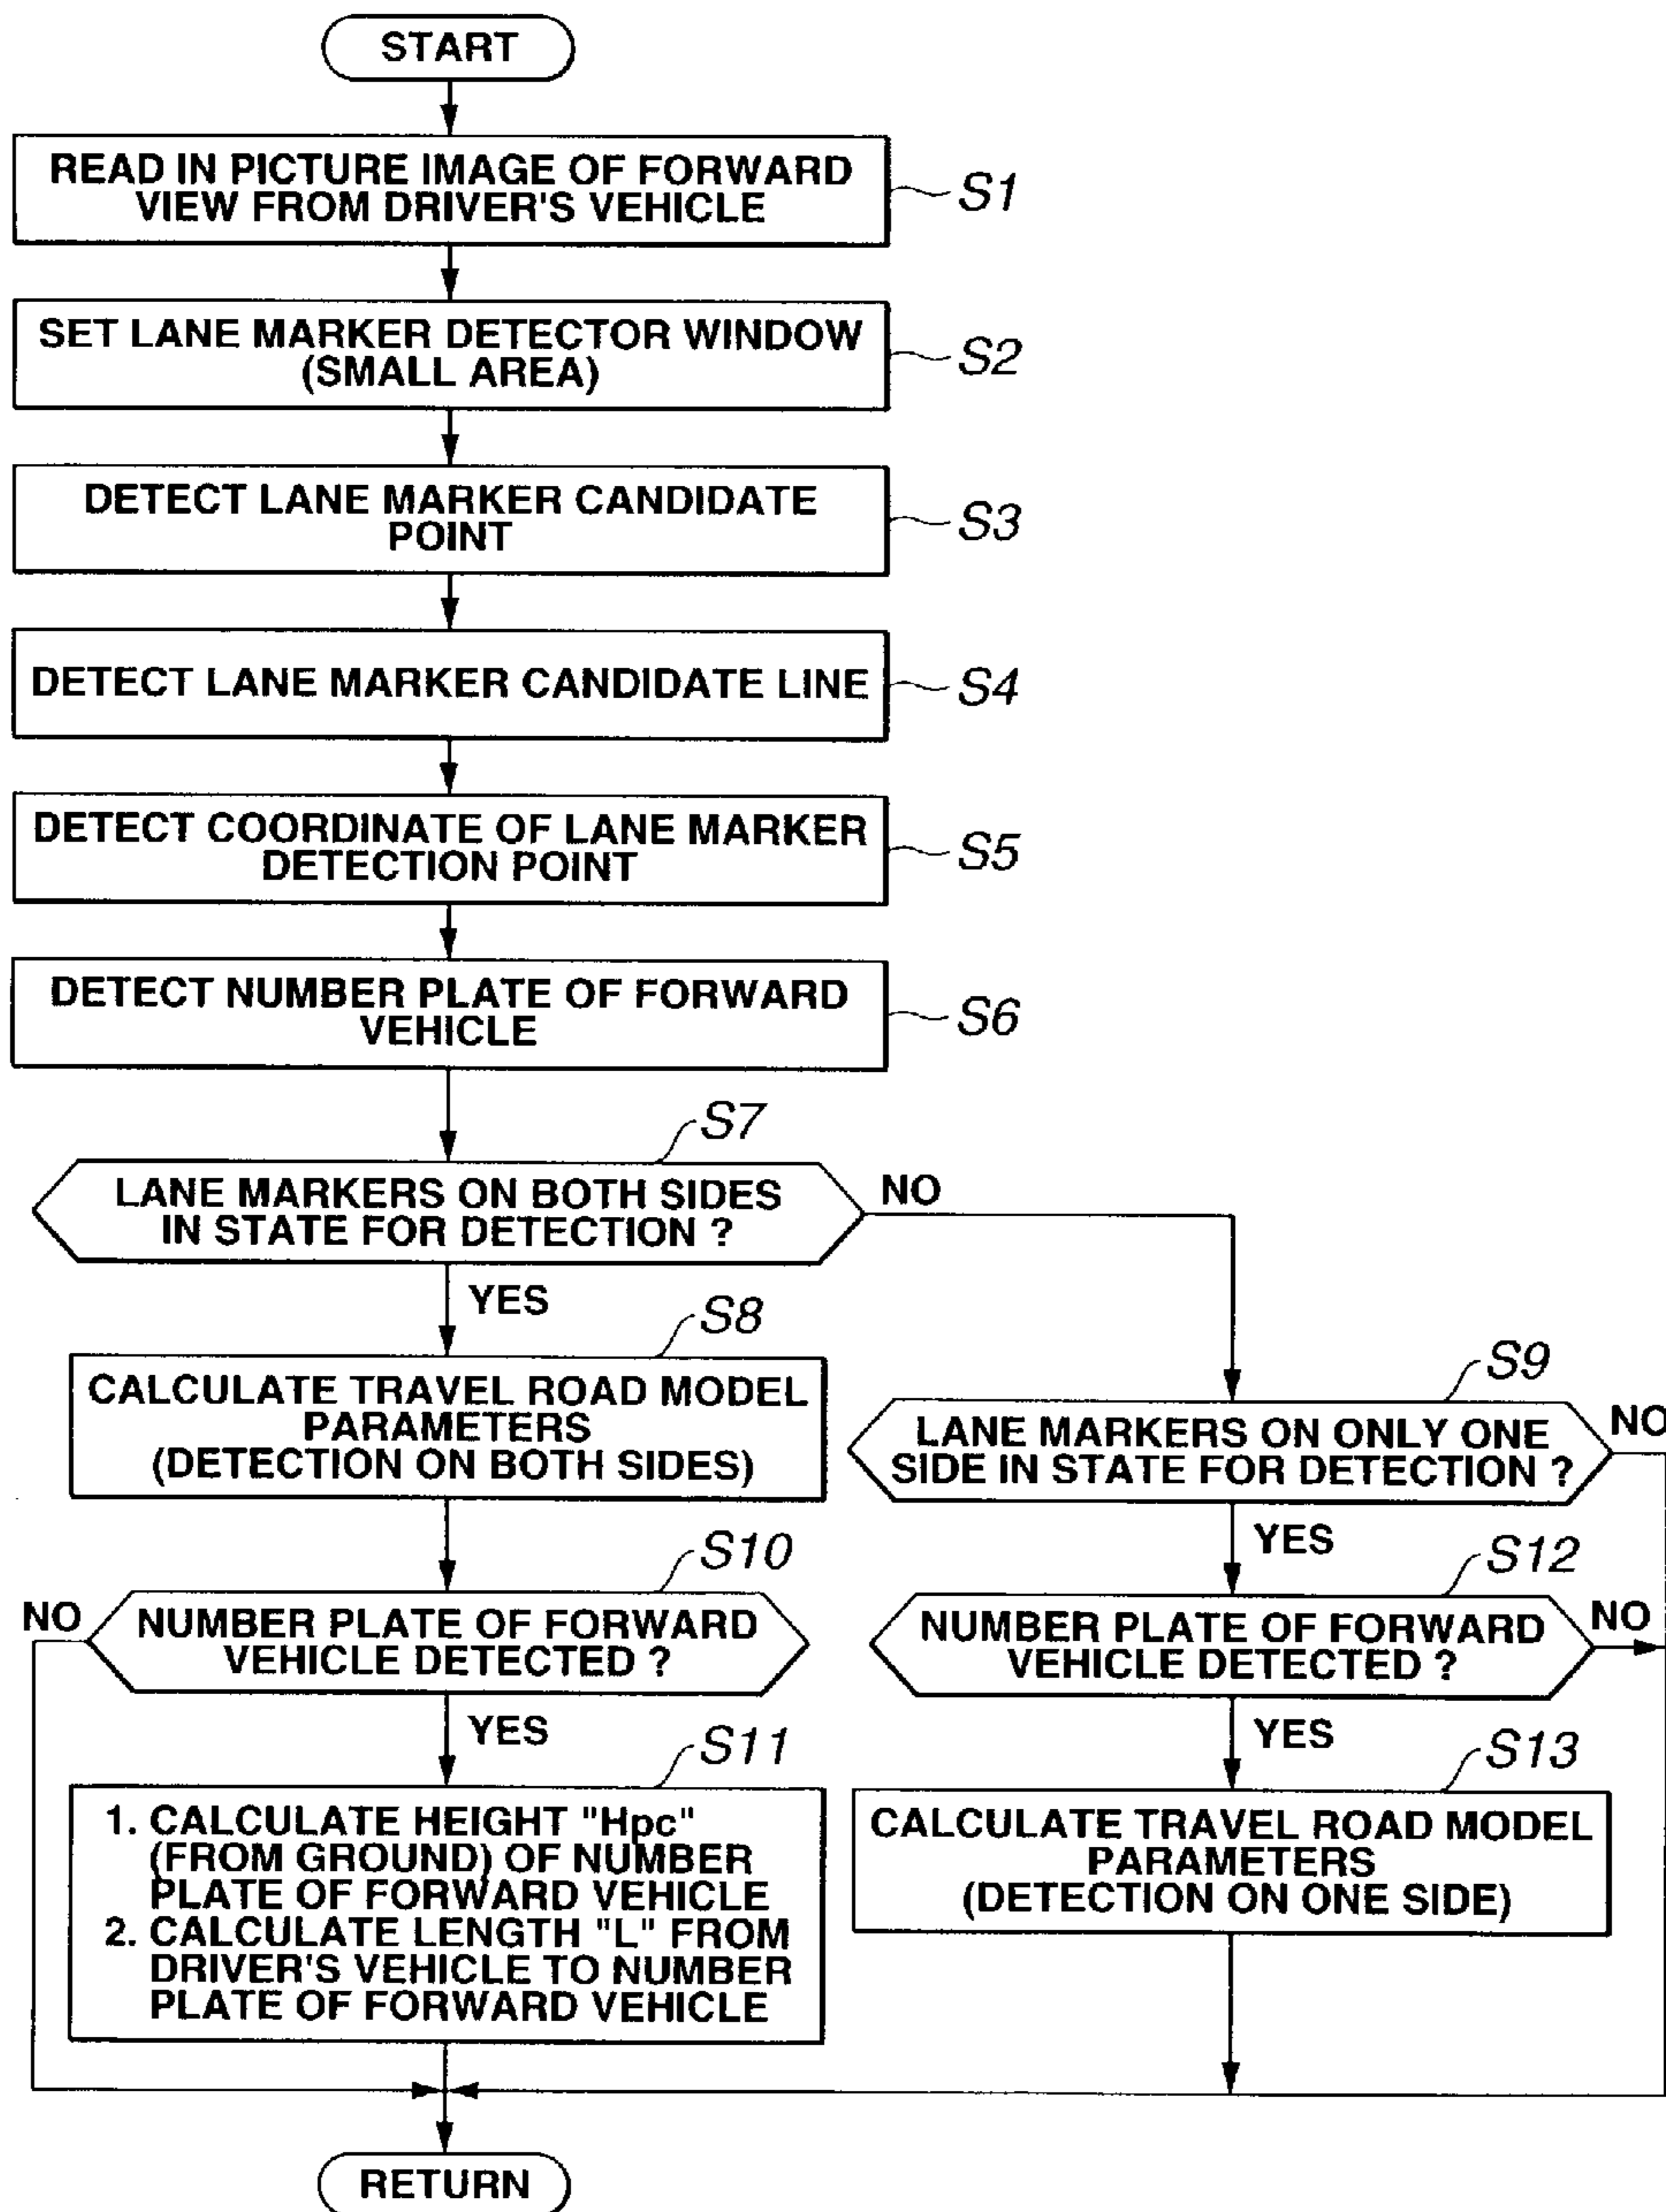 START
READ IN PICTURE IMAGE OF FORWARD
VIEW FROM DRIVER'S VEHICLE
S1
SET LANE MARKER DETECTOR WINDOW
(SMALL AREA)
S2
DETECT LANE MARKER CANDIDATE
POINT
S3
DETECT LANE MARKER CANDIDATE LINE
S4
DETECT COORDINATE OF LANE MARKER
DETECTION POINT
S5
DETECT NUMBER PLATE OF FORWARD
VEHICLE
S6
S7
LANE MARKERS ON BOTH SIDES
IN STATE FOR DETECTION ?
NO
YES
S8
CALCULATE TRAVEL ROAD MODEL
PARAMETERS
(DETECTION ON BOTH SIDES)
S9
LANE MARKERS ON ONLY ONE
SIDE IN STATE FOR DETECTION ?
NO
YES
S10
NUMBER PLATE OF FORWARD
VEHICLE DETECTED ?
NO
YES
S12
NUMBER PLATE OF FORWARD
VEHICLE DETECTED ?
NO
YES
S11
1. CALCULATE HEIGHT "Hpc"
(FROM GROUND) OF NUMBER
PLATE OF FORWARD VEHICLE
2. CALCULATE LENGTH "L" FROM
DRIVER'S VEHICLE TO NUMBER
PLATE OF FORWARD VEHICLE
S13
CALCULATE TRAVEL ROAD MODEL
PARAMETERS
(DETECTION ON ONE SIDE)
RETURN